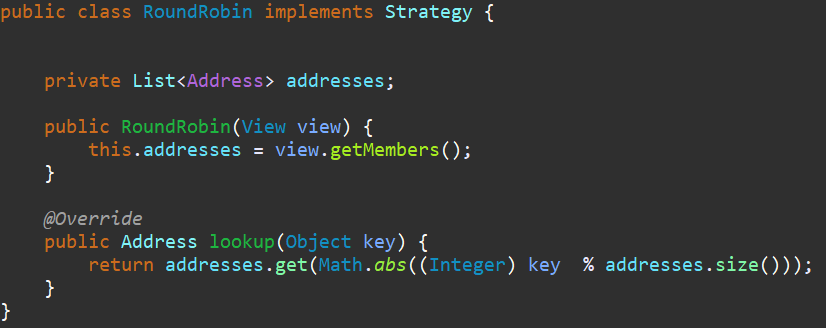 public class RoundRobin implements Strategy {
private List<Address> addresses;
public RoundRobin(View view) {
this.addresses = view.getMembers();
}
@Override
public Address lookup(Object key) {
return addresses.get(Math.abs((Integer) key  % addresses.size()));
}
}